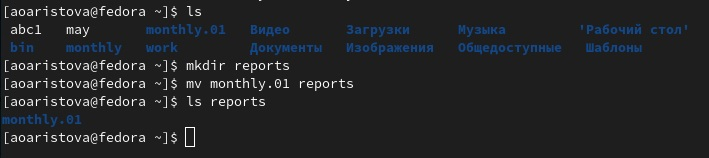 [aoaristova@fedora ~]$ ls
abc1 may monthly.01 Видео Загрузки Музыка 'Рабочий стол'
bin monthly work Документы Изображения Общедоступные Шаблоны
[aoaristova@fedora ~]$ mkdir reports
[aoaristova@fedora ~]$ mv monthly.01 reports
[aoaristova@fedora ~]$ ls reports
monthly.01
[aoaristova@fedora ~]$